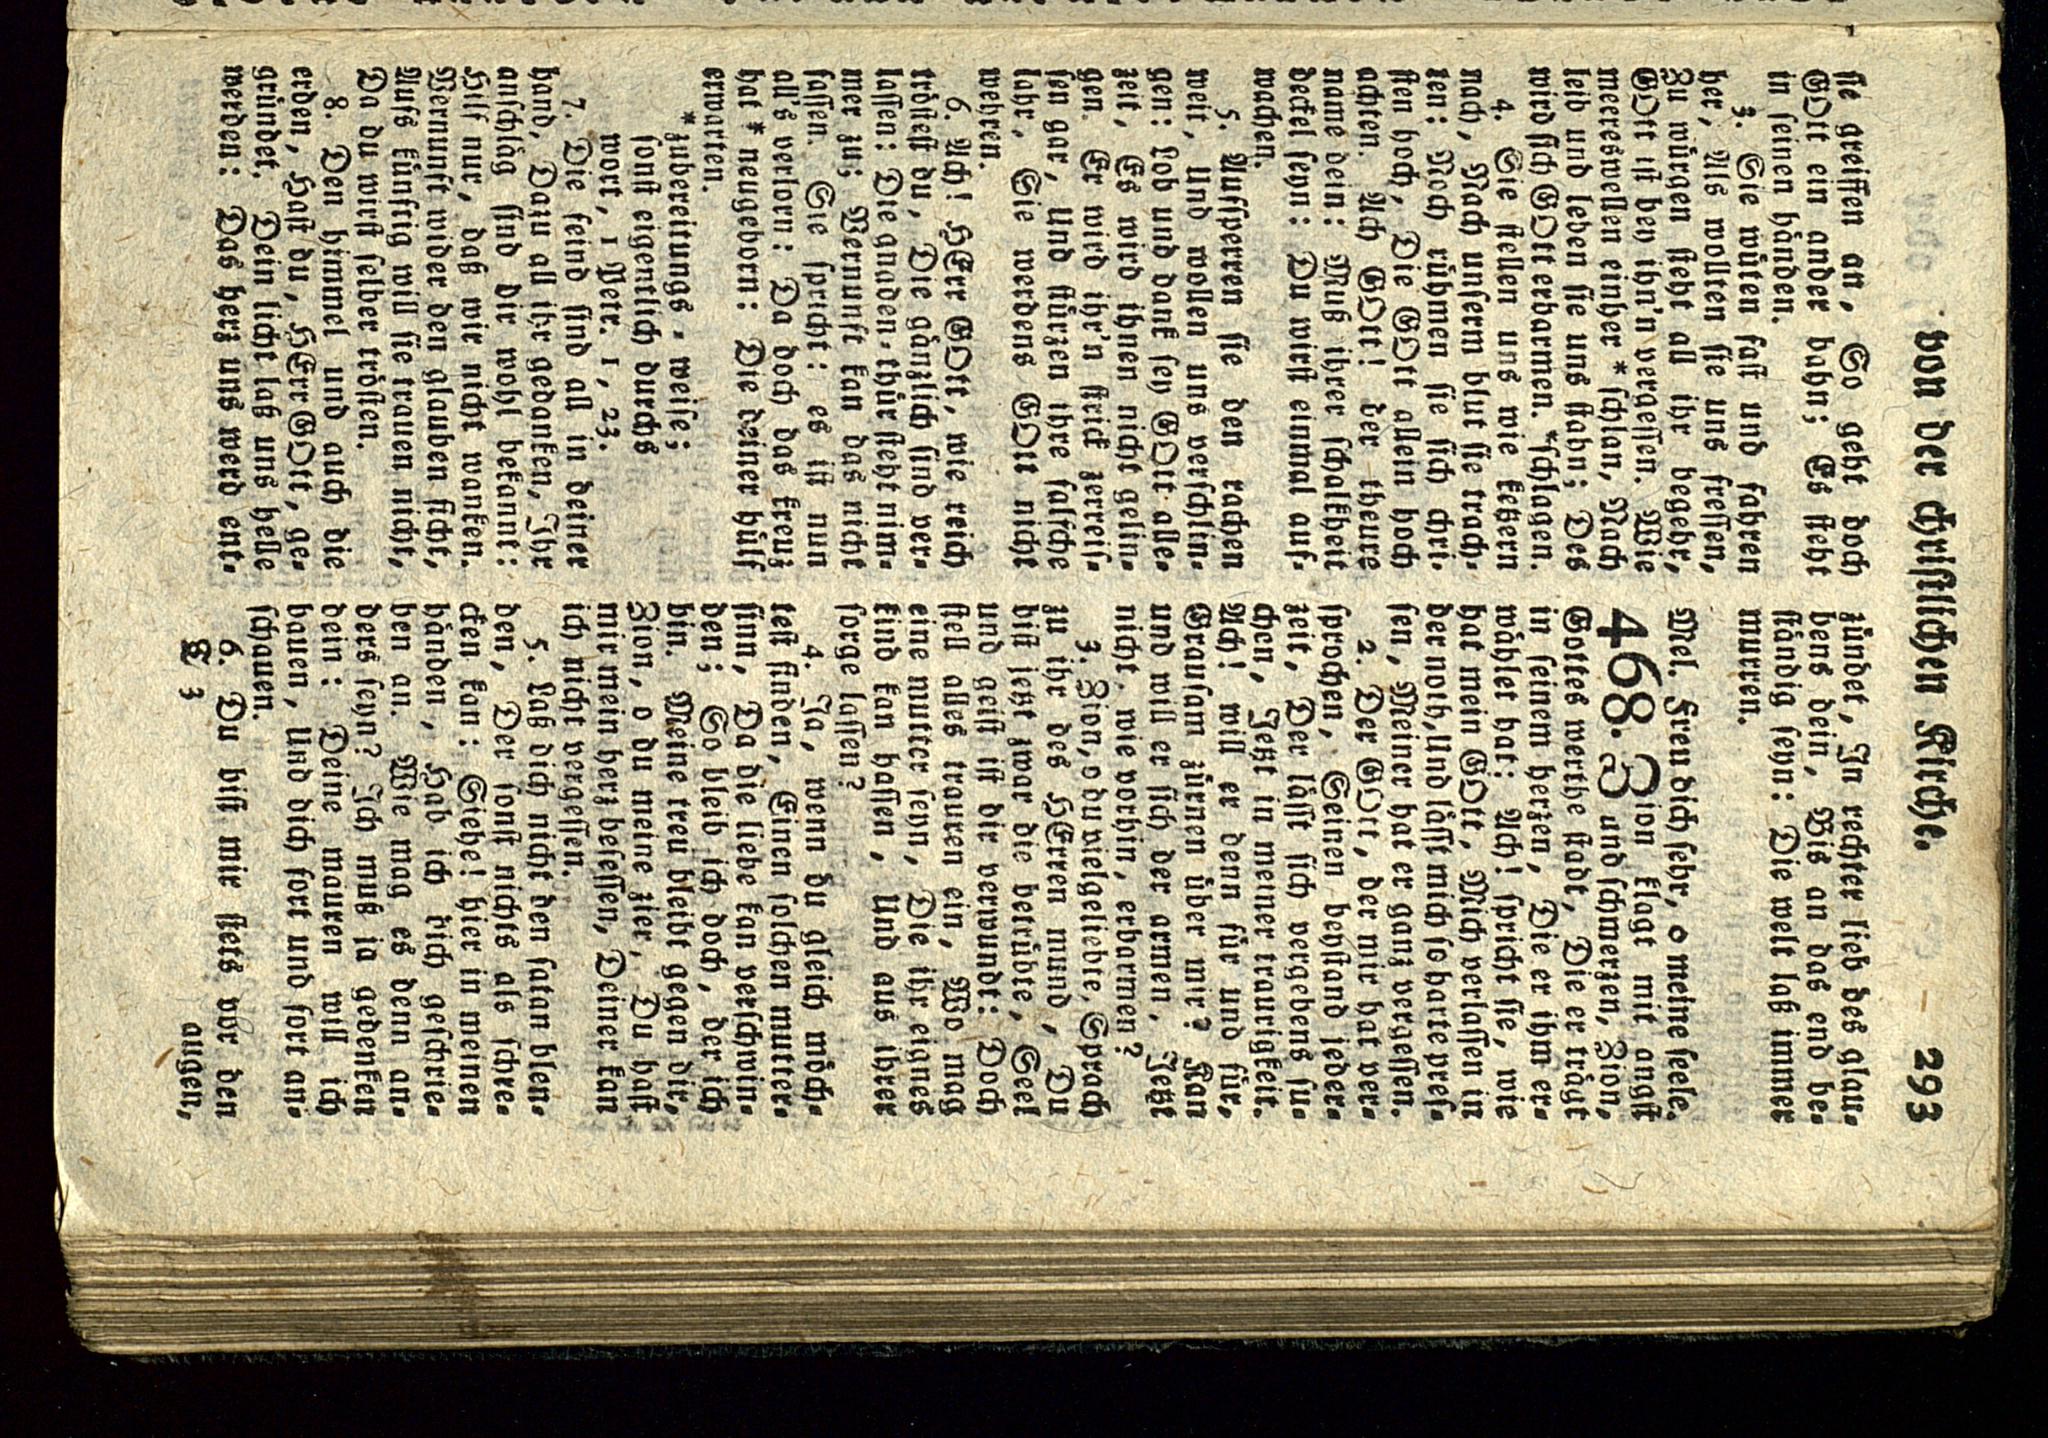 von der christlichen Kirche. 293
sie greiffen an, So geht doch
GOtt ein ander bahn; Es steht
in seinen händen.
3. Sie wüten fast und fahren
her, Als wollten sie uns fressen,
Zu würgen steht all ihr begehr,
GOtt ist bey ihn'n vergessen. Wie
meereswellen einher * schlan, Nach
leib und leben sie uns stahn; Des
wird sich GOtt erbarmen. *schlagen.
4. Sie stellen uns wie ketzern
nach, Nach unserm blut sie trach-
ten: Noch rühmen sie sich chri-
sten hoch, Die GOtt allein hoch
achten. Ach GOtt! der theure
name dein: Muß ihrer schalkheit
deckel seyn: Du wirst einmal auf-
wachen.
5. Aufsperren sie den rachen
weit, Und wollen uns verschlin-
gen: Lob und dank sey GOtt alle-
zeit, Es wird ihnen nicht gelin-
gen. Er wird ihr'n strick zerreis-
sen gar, Und stürzen ihre falsche
lahr, Sie werdens GOtt nicht
wehren.
6. Ach! HErr GOtt, wie reich
tröstest du, Die gänzlich sind ver-
lassen: Die gnaden-thür steht nim-
mer zu; Vernunft kan das nicht
fassen. Sie spricht: es ist nun
all's verlorn: Da doch das kreuz
hat * neugeborn: Die deiner hülf
erwarten.
*zubereitungs-weise;
sonst eigentlich durchs
wort, 1 Petr. 1, 23.
7. Die feind sind all in deiner
hand, Dazu all ihr gedanken, Ihr
anschläg sind dir wohl bekannt:
Hilf nur, daß wir nicht wanken.
Vernunft wider den glauben ficht,
Aufs künftig will sie trauen nicht,
Da du wirst selber trösten.
8. Den himmel und auch die
erden, Hast du, HErr GOtt, ge-
gründet. Dein licht laß uns helle
werden: Das herz uns werd ent-
zündet, In rechter lieb des glau-
bens dein, Bis an das end be-
ständig seyn: Die welt laß immer
murren.
Mel. Freu dich sehr, o meine seele.
468. Zion klagt mit angst
und schmerzen, Zion,
Gottes werthe stadt, Die er trägt
in seinem herzen, Die er ihm er-
wählet hat: Ach! spricht sie, wie
hat mein GOtt, Mich verlassen in
der noth, Und läßt mich so harte pres-
sen, Meiner hat er ganz vergessen.
2. Der GOtt, der mir hat ver-
sprochen, Seinen beystand jeder-
zeit, Der läßt sich vergebens su-
chen, Jetzt in meiner traurigkeit.
Ach! will er denn für und für,
Grausam zürnen über mir? Kan
und will er sich der armen, Jetzt
nicht, wie vorhin, erbarmen?
3. Zion, o du vielgeliebte, Sprach
zu ihr des HErren mund, Du
bist jetzt zwar die betrübte, Seel
und geist ist dir verwundt: Doch
stell alles trauren ein, Wo mag
eine mutter seyn, Die ihr eignes
kind kan hassen, Und aus ihrer
sorge lassen?
4. Ja, wenn du gleich möch-
test finden, Einen solchen mutter-
sinn, Da die liebe kan verschwin-
den; So bleib ich doch, der ich
bin. Meine treu bleibt gegen dir,
Zion, o du meine zier, Du hast
mir mein herz besessen, Deiner kan
ich nicht vergessen.
5. Laß dich nicht den satan blen-
den, Der sonst nichts als schre-
cken kan: Siehe! hier in meinen
händen, Hab ich dich geschrie-
ben an. Wie mag es denn an-
ders seyn? Ich muß ja gedenken
dein: Deine mauren will ich
bauen, Und dich fort und fort an-
schauen.
6. Du bist mir stets vor den
T 3 augen,